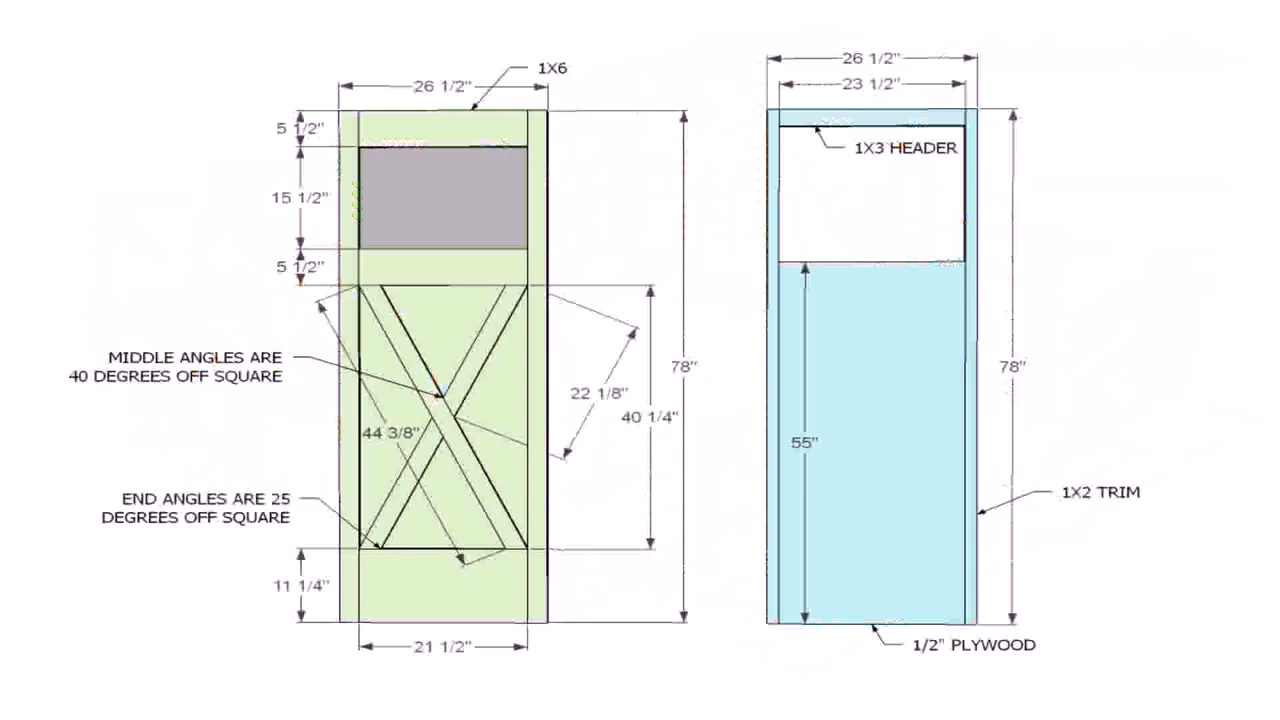 1X6
26 1/2"
5 1/2"
15 1/2"
5 1/2"
MIDDLE ANGLES ARE
40 DEGREES OFF SQUARE
22 1/8"
78"
40 1/4"
44 3/8"
END ANGLES ARE 25
DEGREES OFF SQUARE
11 1/4"
21 1/2"
26 1/2"
23 1/2"
1X3 HEADER
78"
55"
1X2 TRIM
1/2" PLYWOOD